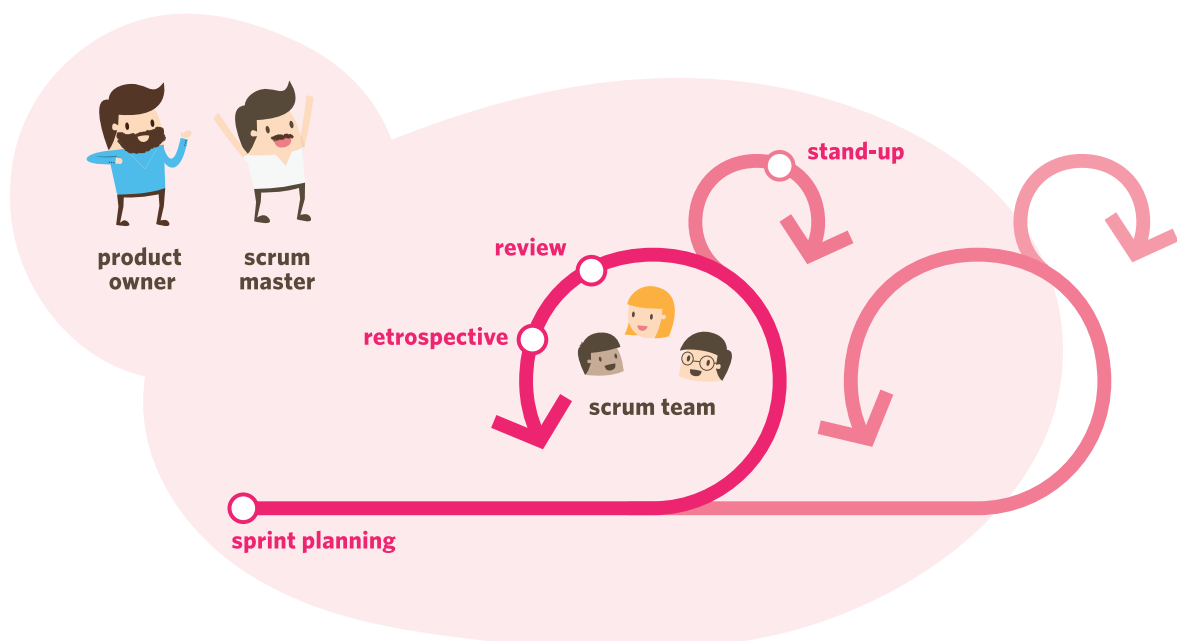 stand-up
review
product
owner
scrum
master
retrospective
scrum team
sprint planning